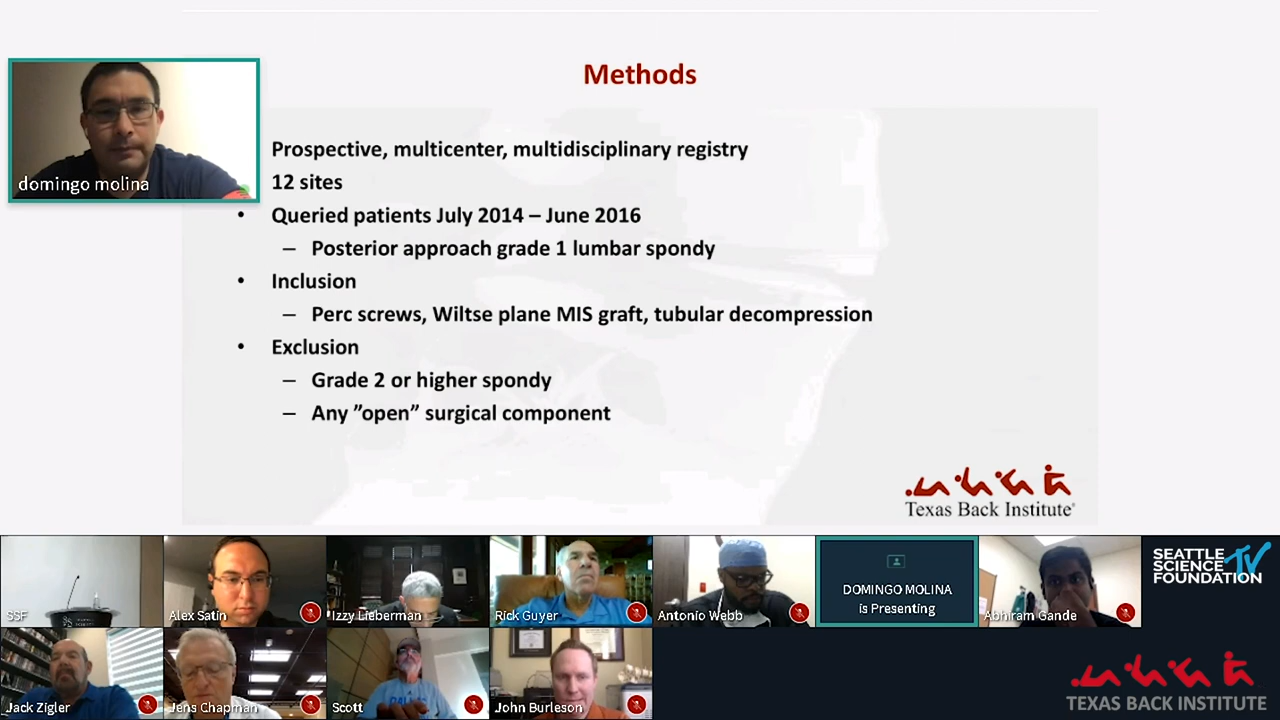 Methods
domingo molina
Prospective, multicenter, multidisciplinary registry
12 sites
• Queried patients July 2014 – June 2016
– Posterior approach grade 1 lumbar spondy
• Inclusion
– Perc screws, Wiltse plane MIS graft, tubular decompression
• Exclusion
– Grade 2 or higher spondy
– Any ”open” surgical component
Texas Back Institute®
SSF
Alex Satin
Izzy Lieberman
Rick Guyer
Antonio Webb
DOMINGO MOLINA
is Presenting
Abhiram Gande
SEATTLE
SCIENCE TV
FOUNDATION
Jack Zigler
Jens Chapman
Scott
John Burleson
TEXAS BACK INSTITUTE